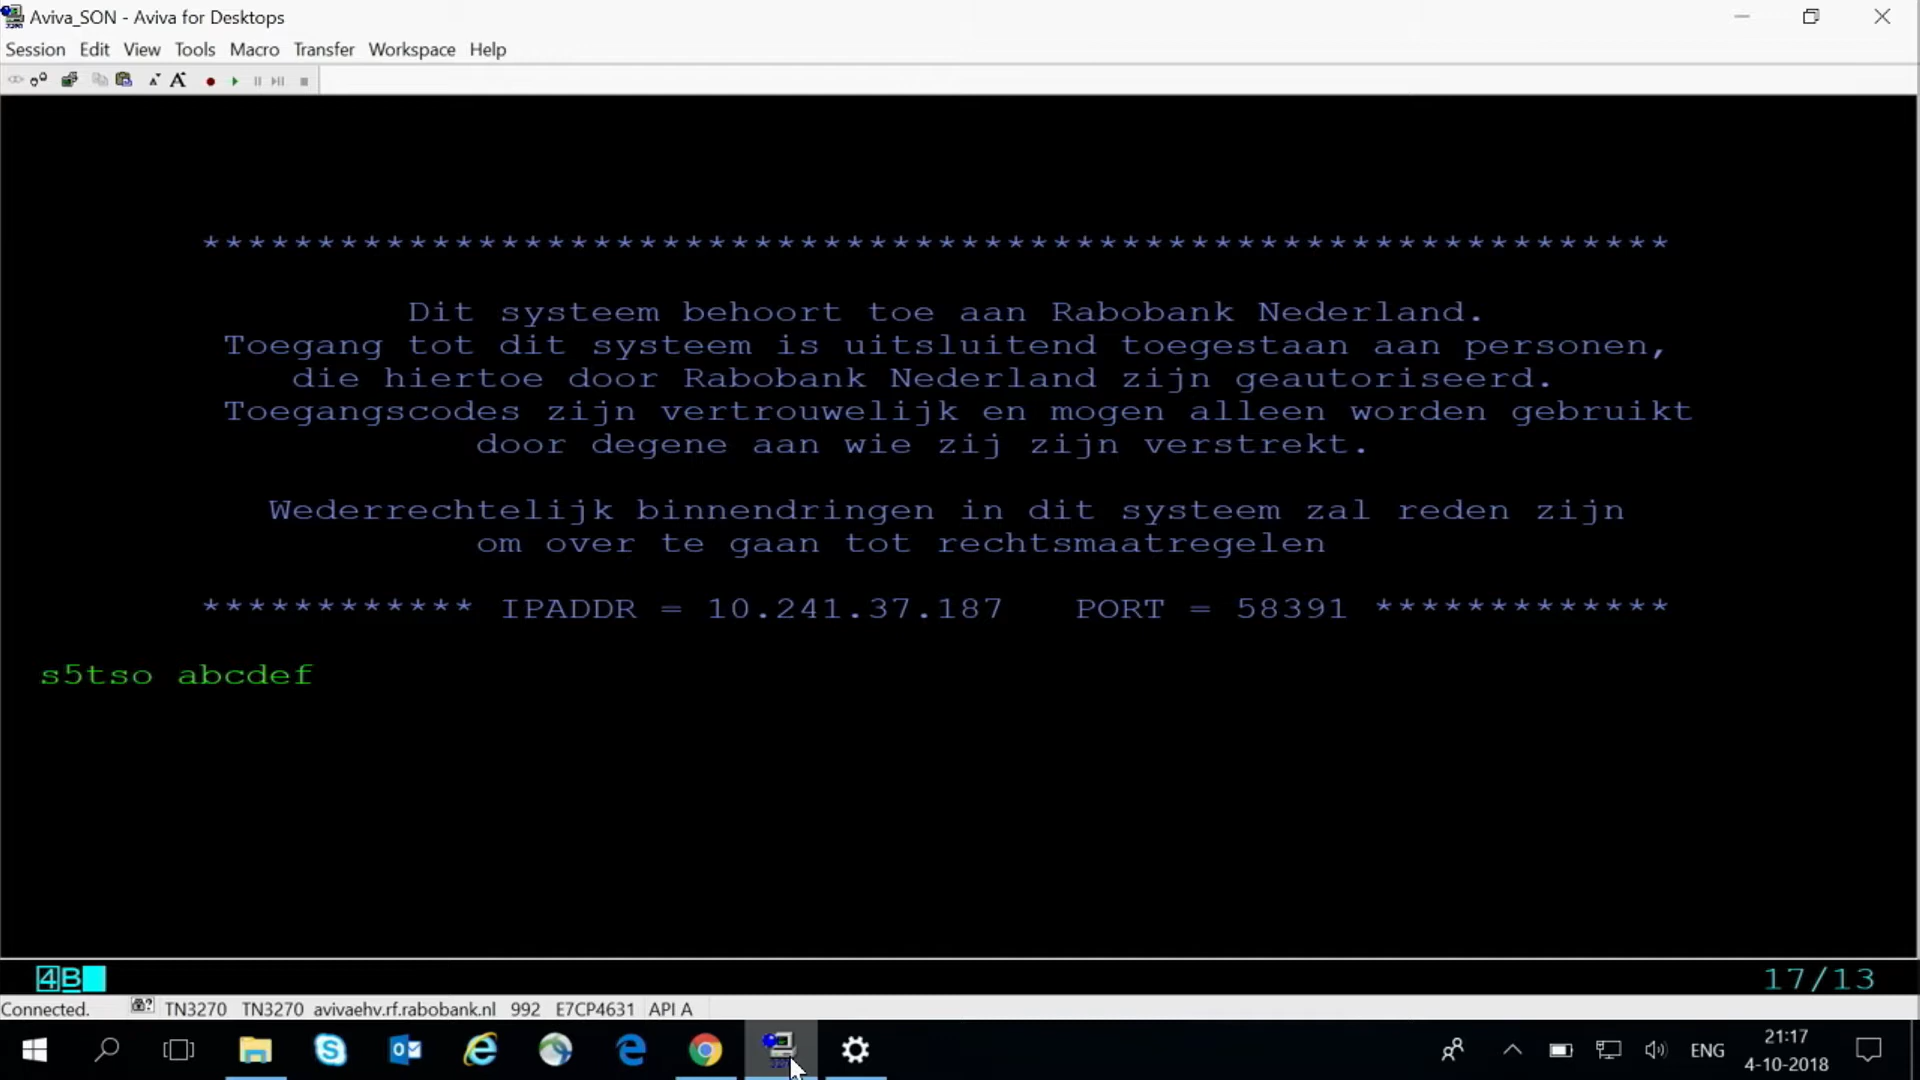 Aviva_SON - Aviva for Desktops
Session Edit View Tools Macro Transfer Workspace Help
****************************************************************
Dit systeem behoort toe aan Rabobank Nederland.
Toegang tot dit systeem is uitsluitend toegestaan aan personen,
die hiertoe door Rabobank Nederland zijn geautoriseerd.
Toegangscodes zijn vertrouwelijk en mogen alleen worden gebruikt
door degene aan wie zij zijn verstrekt.
Wederrechtelijk binnendringen in dit systeem zal reden zijn
om over te gaan tot rechtsmaatregelen
************ IPADDR = 10.241.37.187 PORT = 58391 *************
s5tso abcdef
4B 17/13
Connected. TN3270 TN3270 avivaehv.rf.rabobank.nl 992 E7CP4631 API A
ENG 21:17
4-10-2018